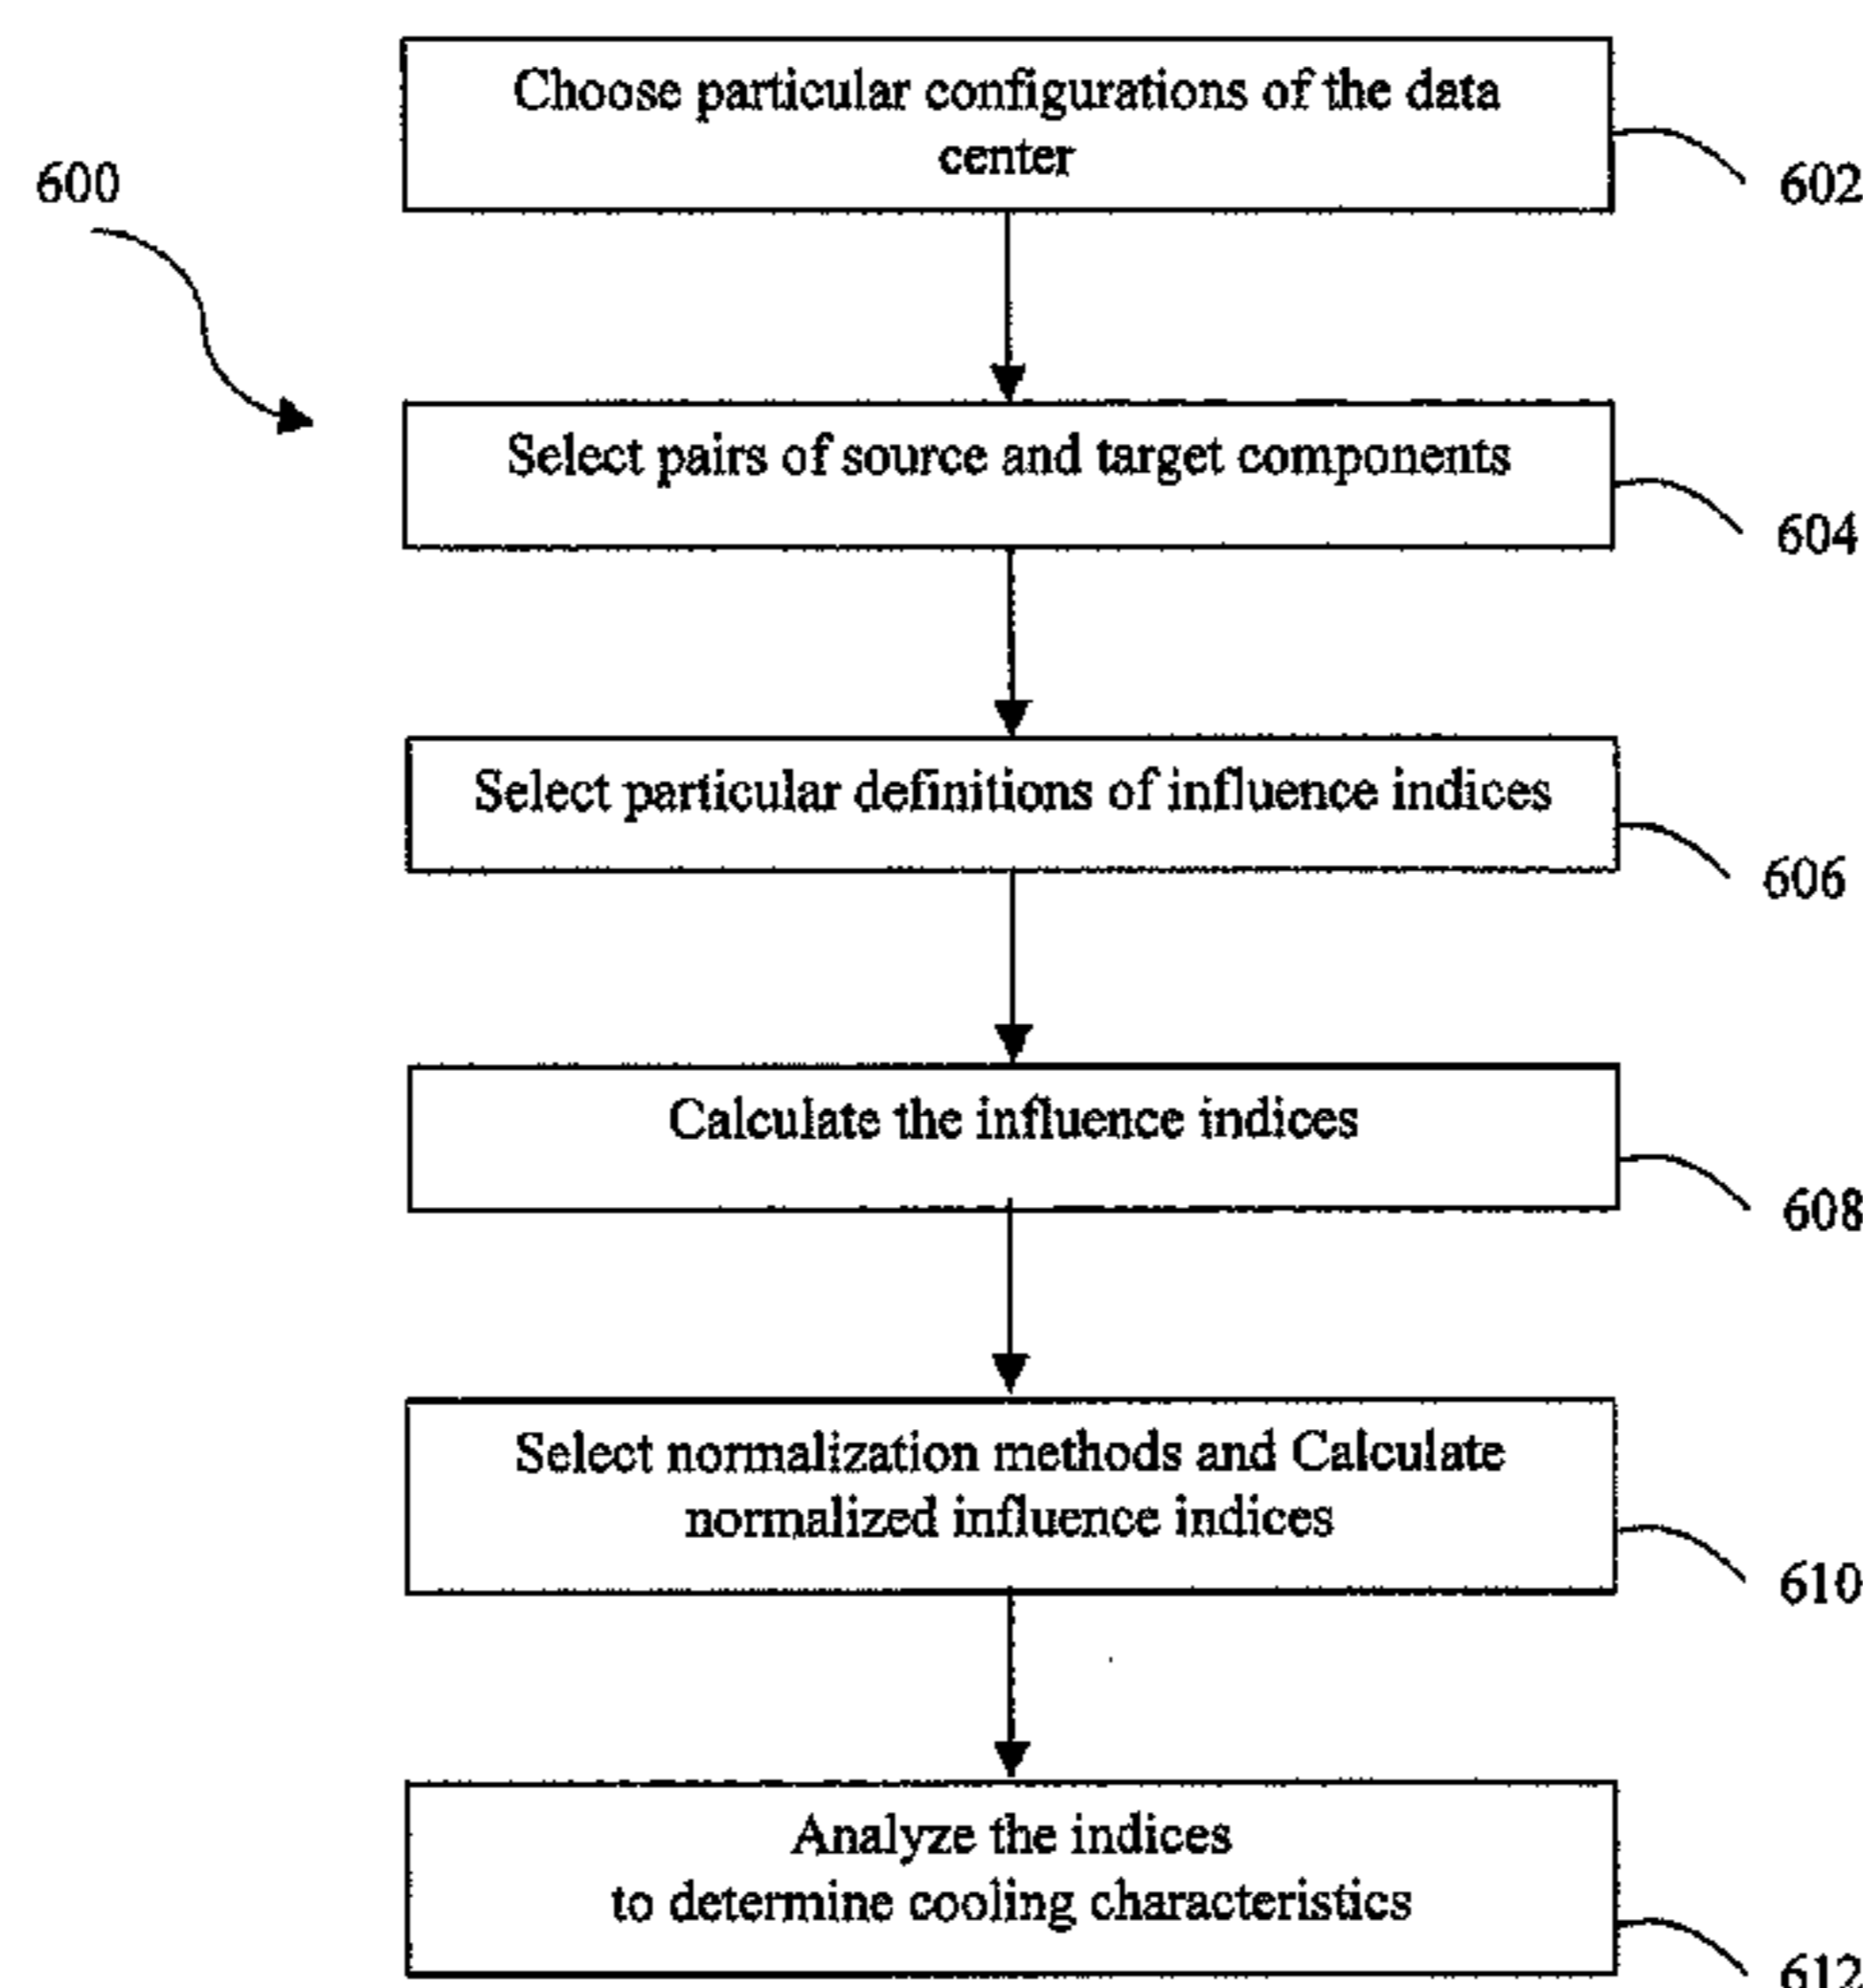 Choose particular configurations of the data
center
600
602
Select pairs of source and target components
604
Select particular definitions of influence indices
606
Calculate the influence indices
608
Select normalization methods and Calculate
normalized influence indices
610
Analyze the indices
to determine cooling characteristics
612